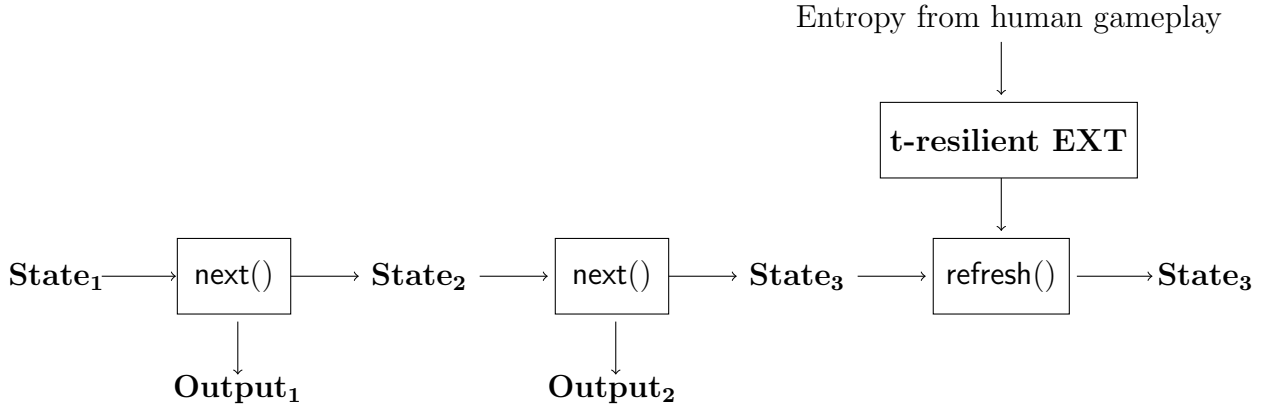 Entropy from human gameplay
t-resilient EXT
State₁ next() State₂ next() State₃ refresh() State₃
Output₁ Output₂